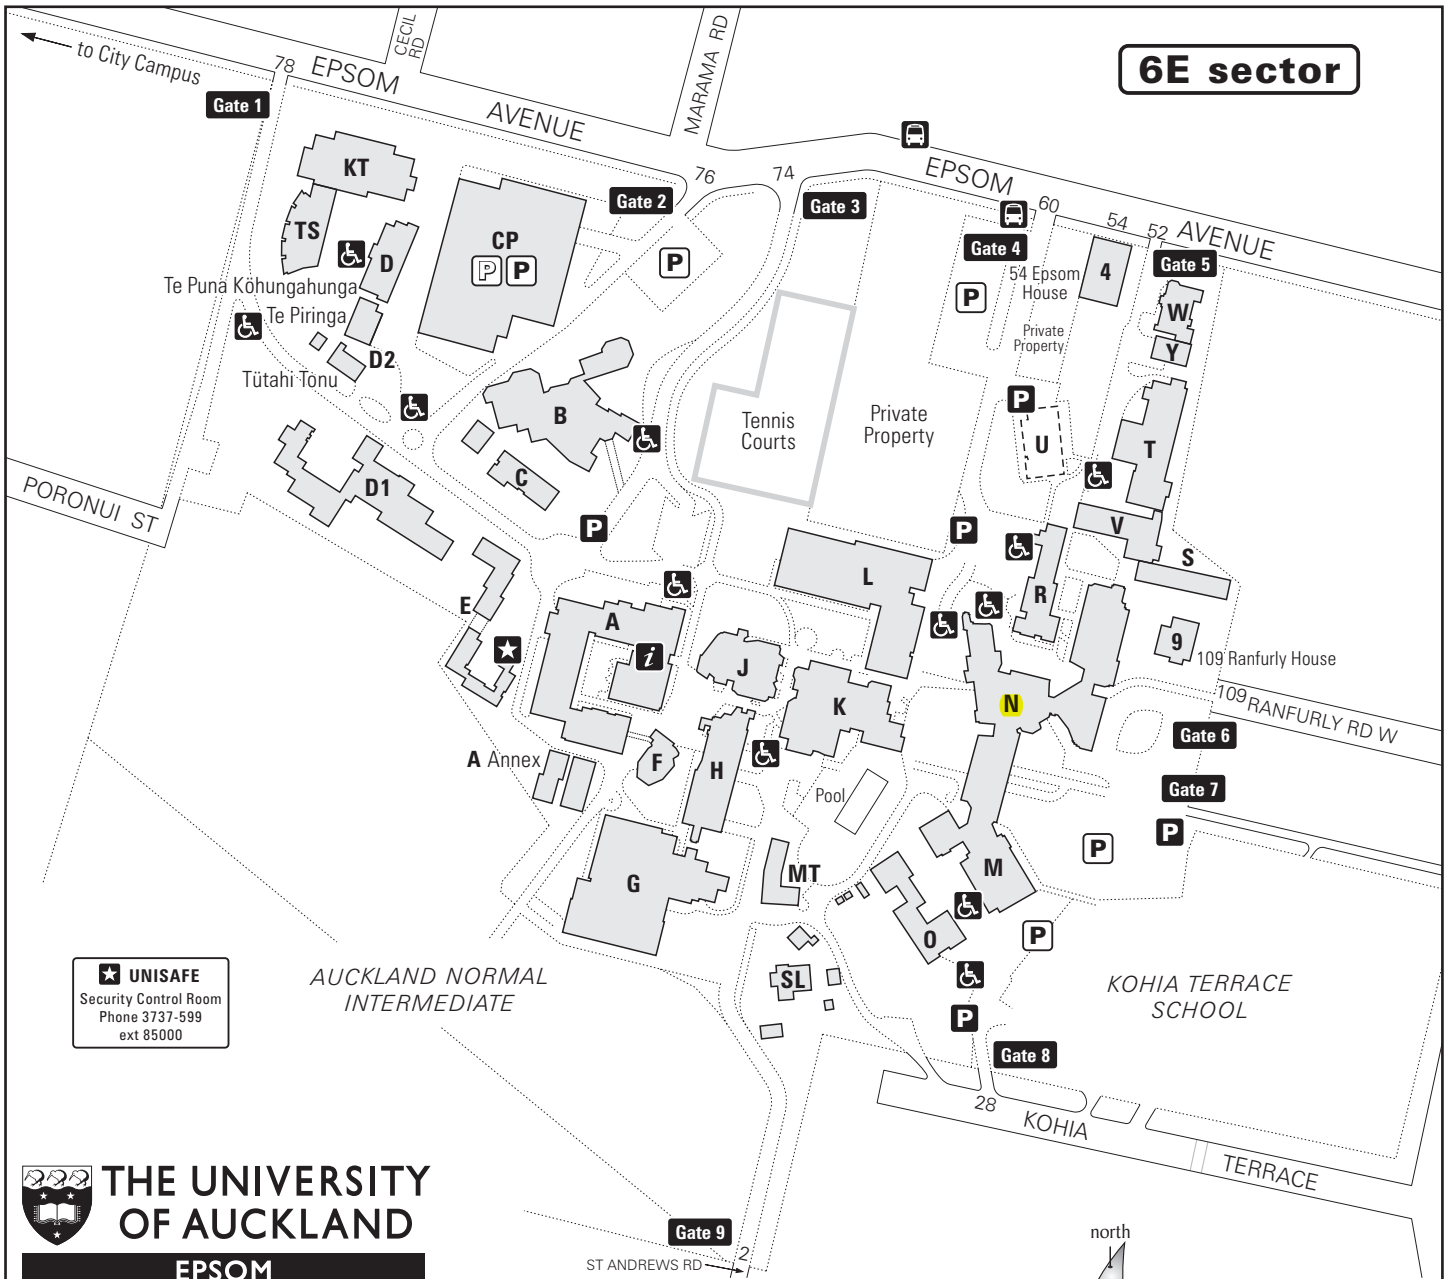 to City Campus
78
EPSOM
AVENUE
CECIL
RD
MARAMA RD
6E sector
Gate 1
KT
TS
D
Te Puna Kōhungahunga
Te Piringa
D2
Tūtahi Tonu
CP
P P
Gate 2
76
74
Gate 3
P
EPSOM
60
54
52
AVENUE
Gate 4
54 Epsom
House
4
Gate 5
P
Private
Property
W
Y
B
C
Tennis
Courts
Private
Property
P
U
T
D1
PORONUI ST
P
P
V
S
L
R
E
A
i
J
K
N
9
109 Ranfurly House
109
RANFURLY RD W
Gate 6
Gate 7
P
A Annex
F
H
Pool
P
G
MT
M
O
P
SL
P
UNISAFE
Security Control Room
Phone 3737-599
ext 85000
AUCKLAND NORMAL
INTERMEDIATE
KOHIA TERRACE
SCHOOL
Gate 8
28
KOHIA
TERRACE
THE UNIVERSITY
OF AUCKLAND
EPSOM
Gate 9
2
ST ANDREWS RD
north